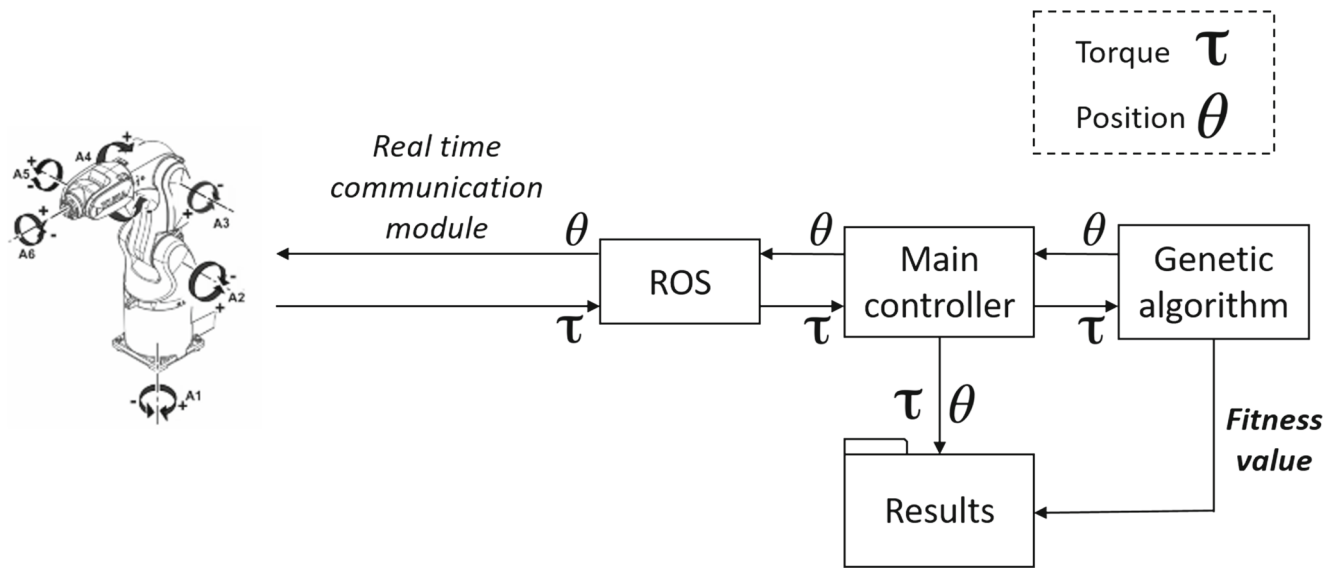 Torque τ
Position θ
Real time
communication
module
+
A4
+
A5
-
-
A3
+
-
A6
+
-
A2
+
-
+
A1
θ
τ
ROS
θ
τ
Main
controller
θ
τ
Genetic
algorithm
τ θ
Fitness
value
Results